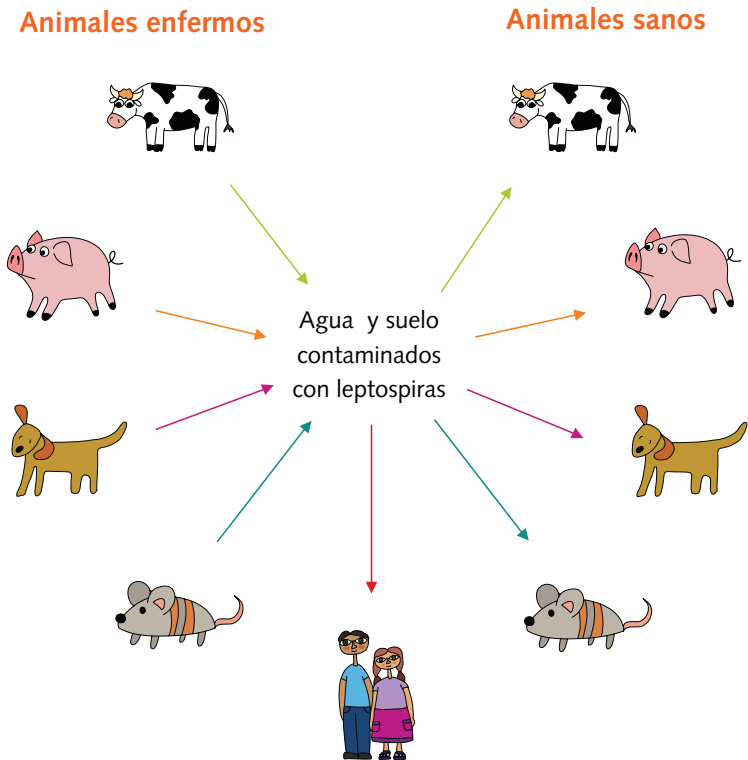 Animales enfermos
Animales sanos
Agua y suelo
contaminados
con leptospiras